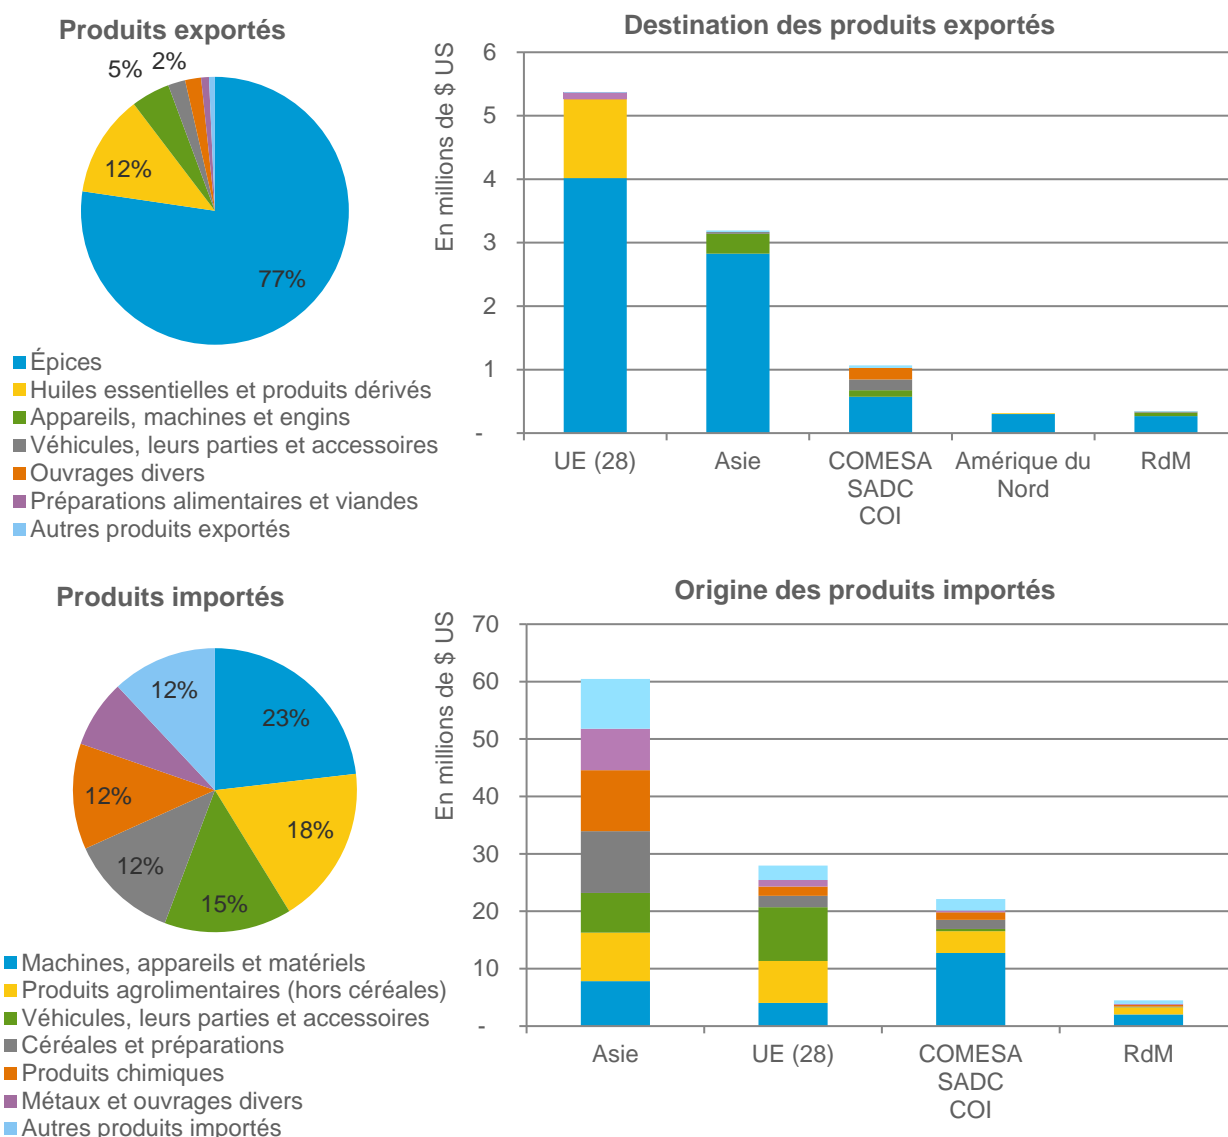 Produits exportés
5%
2%
12%
77%
Épices
Huiles essentielles et produits dérivés
Appareils, machines et engins
Véhicules, leurs parties et accessoires
Ouvrages divers
Préparations alimentaires et viandes
Autres produits exportés
Destination des produits exportés
En millions de $ US
6
5
4
3
2
1
-
UE (28)
Asie
COMESA
SADC
COI
Amérique du
Nord
RdM
Produits importés
12%
23%
12%
18%
12%
15%
Machines, appareils et matériels
Produits agrolimentaires (hors céréales)
Véhicules, leurs parties et accessoires
Céréales et préparations
Produits chimiques
Métaux et ouvrages divers
Autres produits importés
Origine des produits importés
En millions de $ US
70
60
50
40
30
20
10
-
Asie
UE (28)
COMESA
SADC
COI
RdM